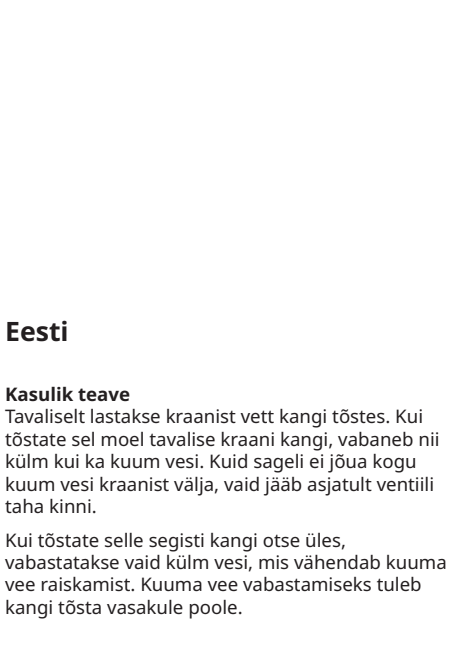 Eesti
Kasulik teave
Tavaliselt lastakse kraanist vett kangi tõstes. Kui
tõstate sel moel tavalise kraani kangi, vabaneb nii
külm kui ka kuum vesi. Kuid sageli ei jõua kogu
kuum vesi kraanist välja, vaid jääb asjatult ventiili
taha kinni.
Kui tõstate selle segisti kangi otse üles,
vabastatakse vaid külm vesi, mis vähendab kuuma
vee raiskamist. Kuuma vee vabastamiseks tuleb
kangi tõsta vasakule poole.